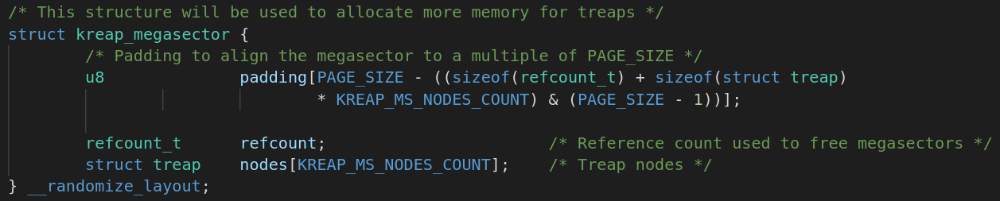 /* This structure will be used to allocate more memory for treaps */
struct kreap_megasector {
        /* Padding to align the megasector to a multiple of PAGE_SIZE */
        u8              padding[PAGE_SIZE - ((sizeof(refcount_t) + sizeof(struct treap)
                                * KREAP_MS_NODES_COUNT) & (PAGE_SIZE - 1))];

        refcount_t      refcount;                       /* Reference count used to free megasectors */
        struct treap    nodes[KREAP_MS_NODES_COUNT];    /* Treap nodes */
} __randomize_layout;